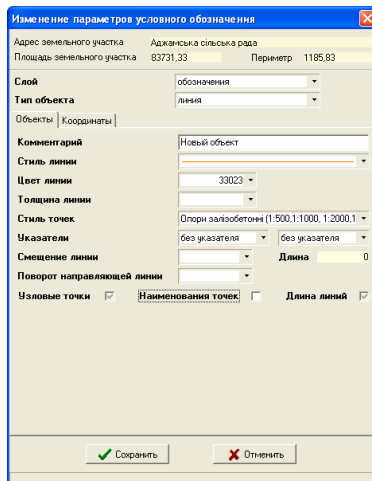 Изменение параметров условного обозначения
Адрес земельного участка Аджамська сільська рада
Площадь земельного участка 83731,33 Периметр 1185,83
Слой обозначения
Тип объекта линия
Объекты Координаты
Комментарий Новый объект
Стиль линии
Цвет линии 33023
Толщина линии
Стиль точек Опори залізобетонні (1:500,1:1000, 1:2000,1
Указатели без указателя без указателя
Смещение линии Длина 0
Поворот направляющей линии
Узловые точки Наименования точек Длина линий
Сохранить Отменить